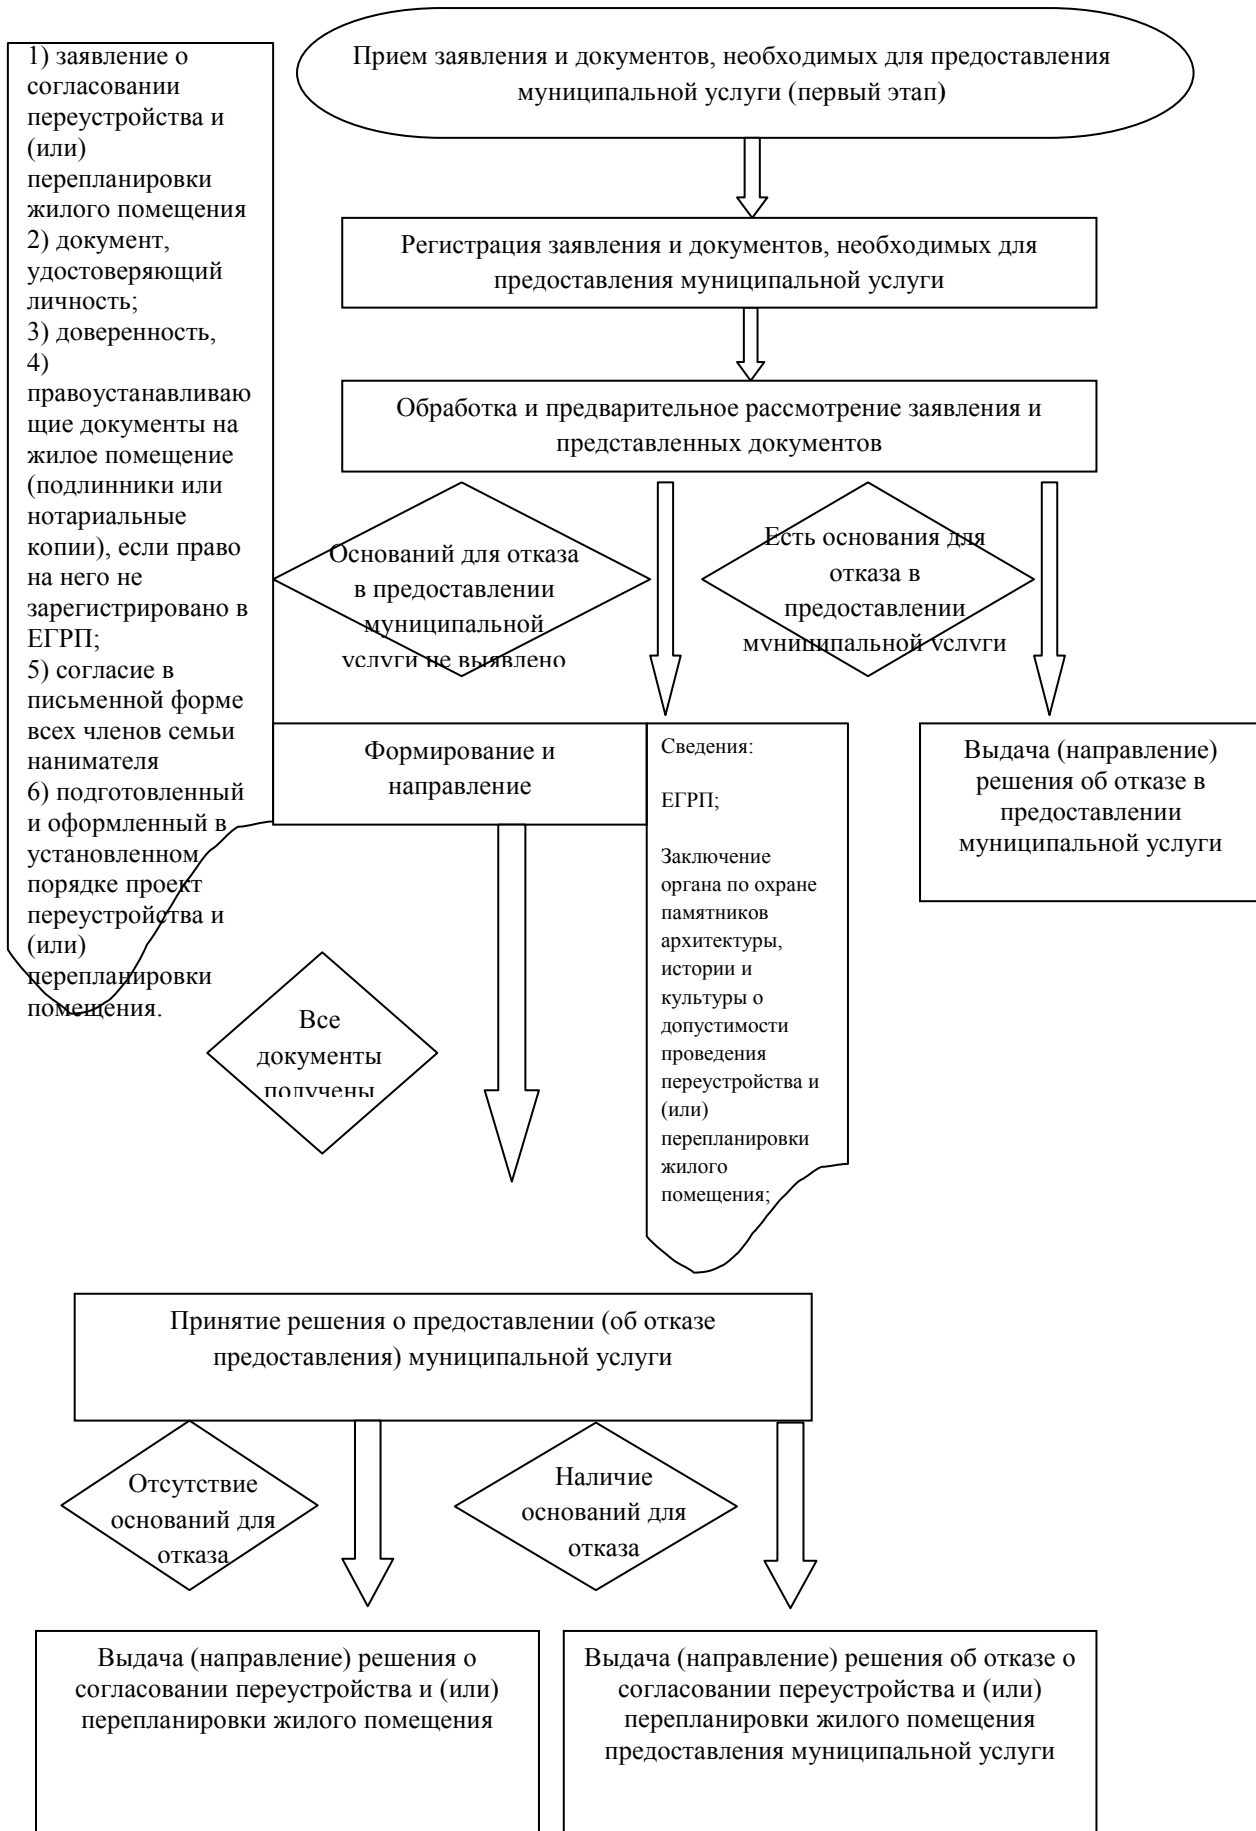 Прием заявления и документов, необходимых для предоставления
муниципальной услуги (первый этап)
1) заявление о
согласовании
переустройства и
(или)
перепланировки
жилого помещения
2) документ,
удостоверяющий
личность;
3) доверенность,
4)
правоустанавливаю
щие документы на
жилое помещение
(подлинники или
нотариальные
копии), если право
на него не
зарегистрировано в
ЕГРП;
5) согласие в
письменной форме
всех членов семьи
нанимателя
6) подготовленный
и оформленный в
установленном
порядке проект
переустройства и
(или)
перепланировки
помещения.
Регистрация заявления и документов, необходимых для
предоставления муниципальной услуги
Обработка и предварительное рассмотрение заявления и
представленных документов
Оснований для отказа
в предоставлении
муниципальной
услуги не выявлено
Есть основания для
отказа в
предоставлении
муниципальной услуги
Формирование и
направление
Сведения:
ЕГРП;
Заключение
органа по охране
памятников
архитектуры,
истории и
культуры о
допустимости
проведения
переустройства и
(или)
перепланировки
жилого
помещения;
Выдача (направление)
решения об отказе в
предоставлении
муниципальной услуги
Все
документы
получены
Принятие решения о предоставлении (об отказе
предоставления) муниципальной услуги
Отсутствие
оснований для
отказа
Наличие
оснований для
отказа
Выдача (направление) решения о
согласовании переустройства и (или)
перепланировки жилого помещения
Выдача (направление) решения об отказе о
согласовании переустройства и (или)
перепланировки жилого помещения
предоставления муниципальной услуги